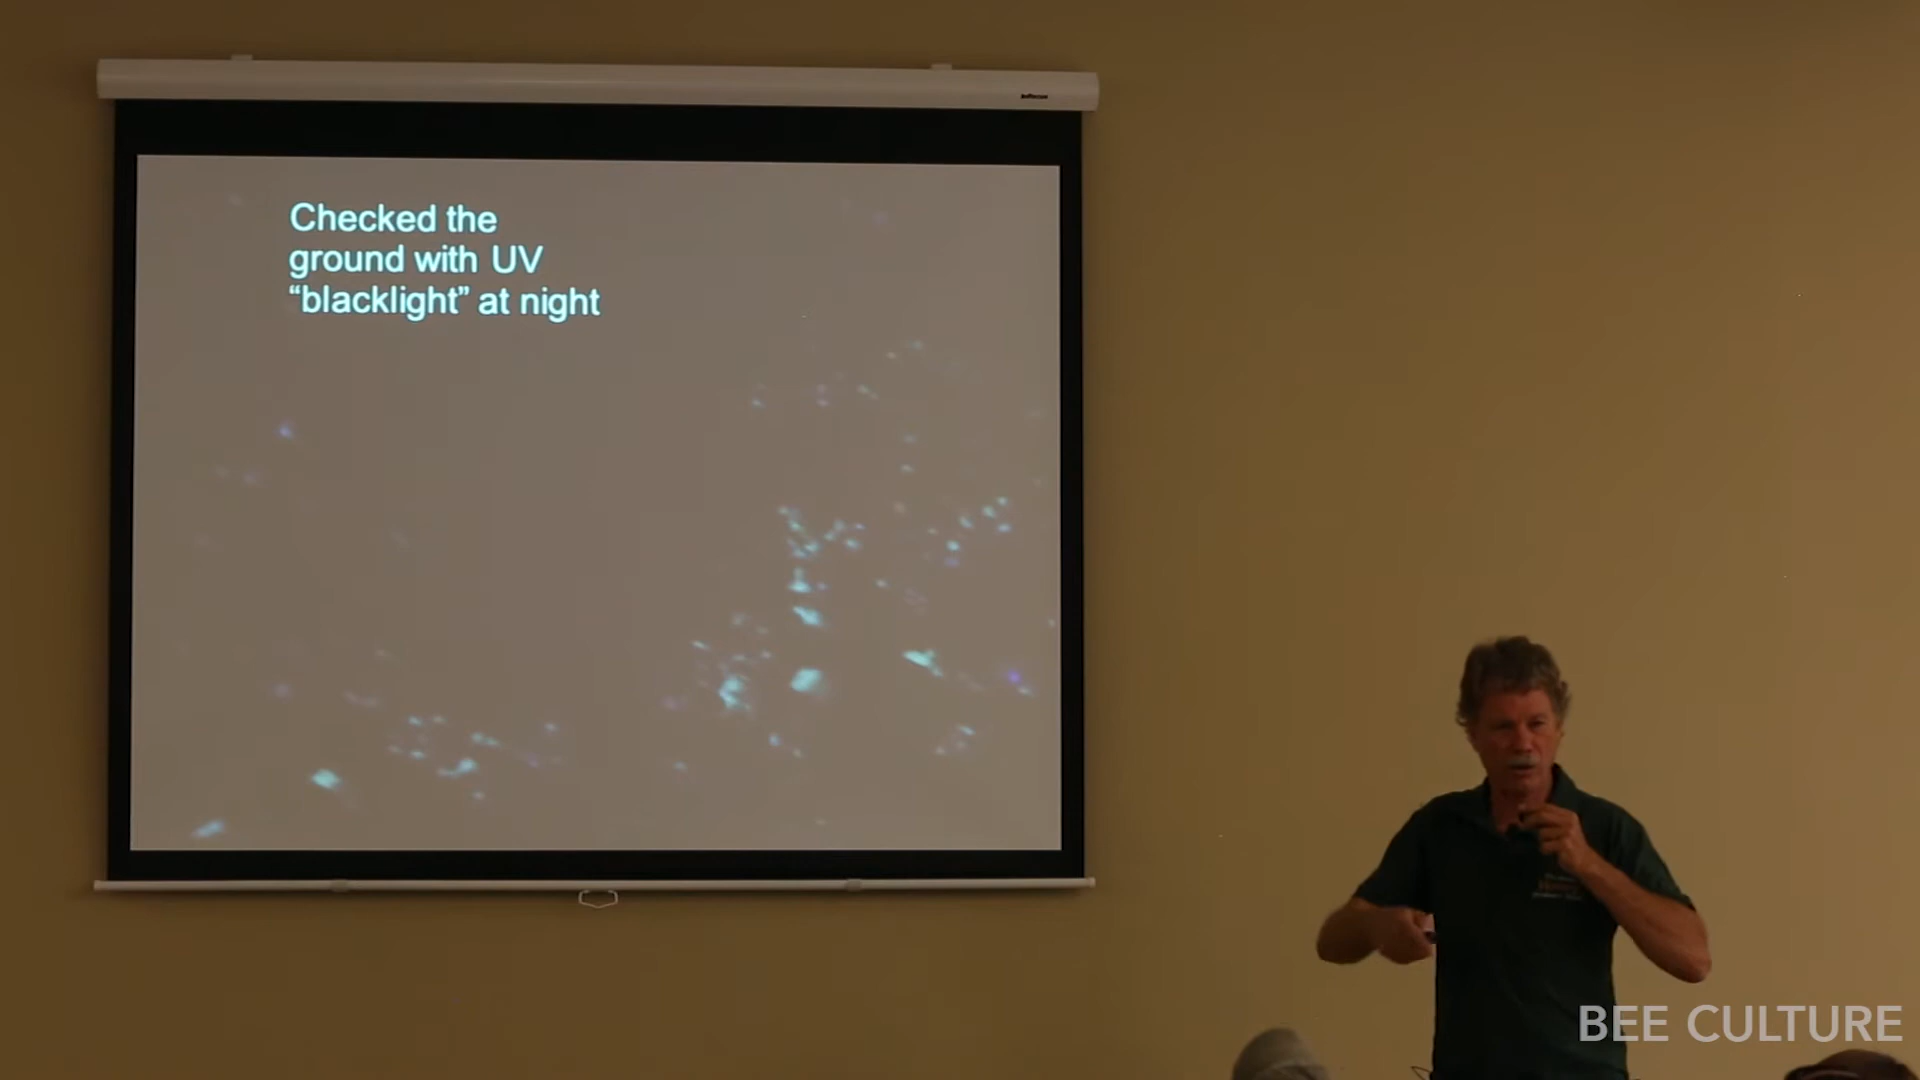 Checked the
ground with UV
“blacklight” at night
BEE CULTURE